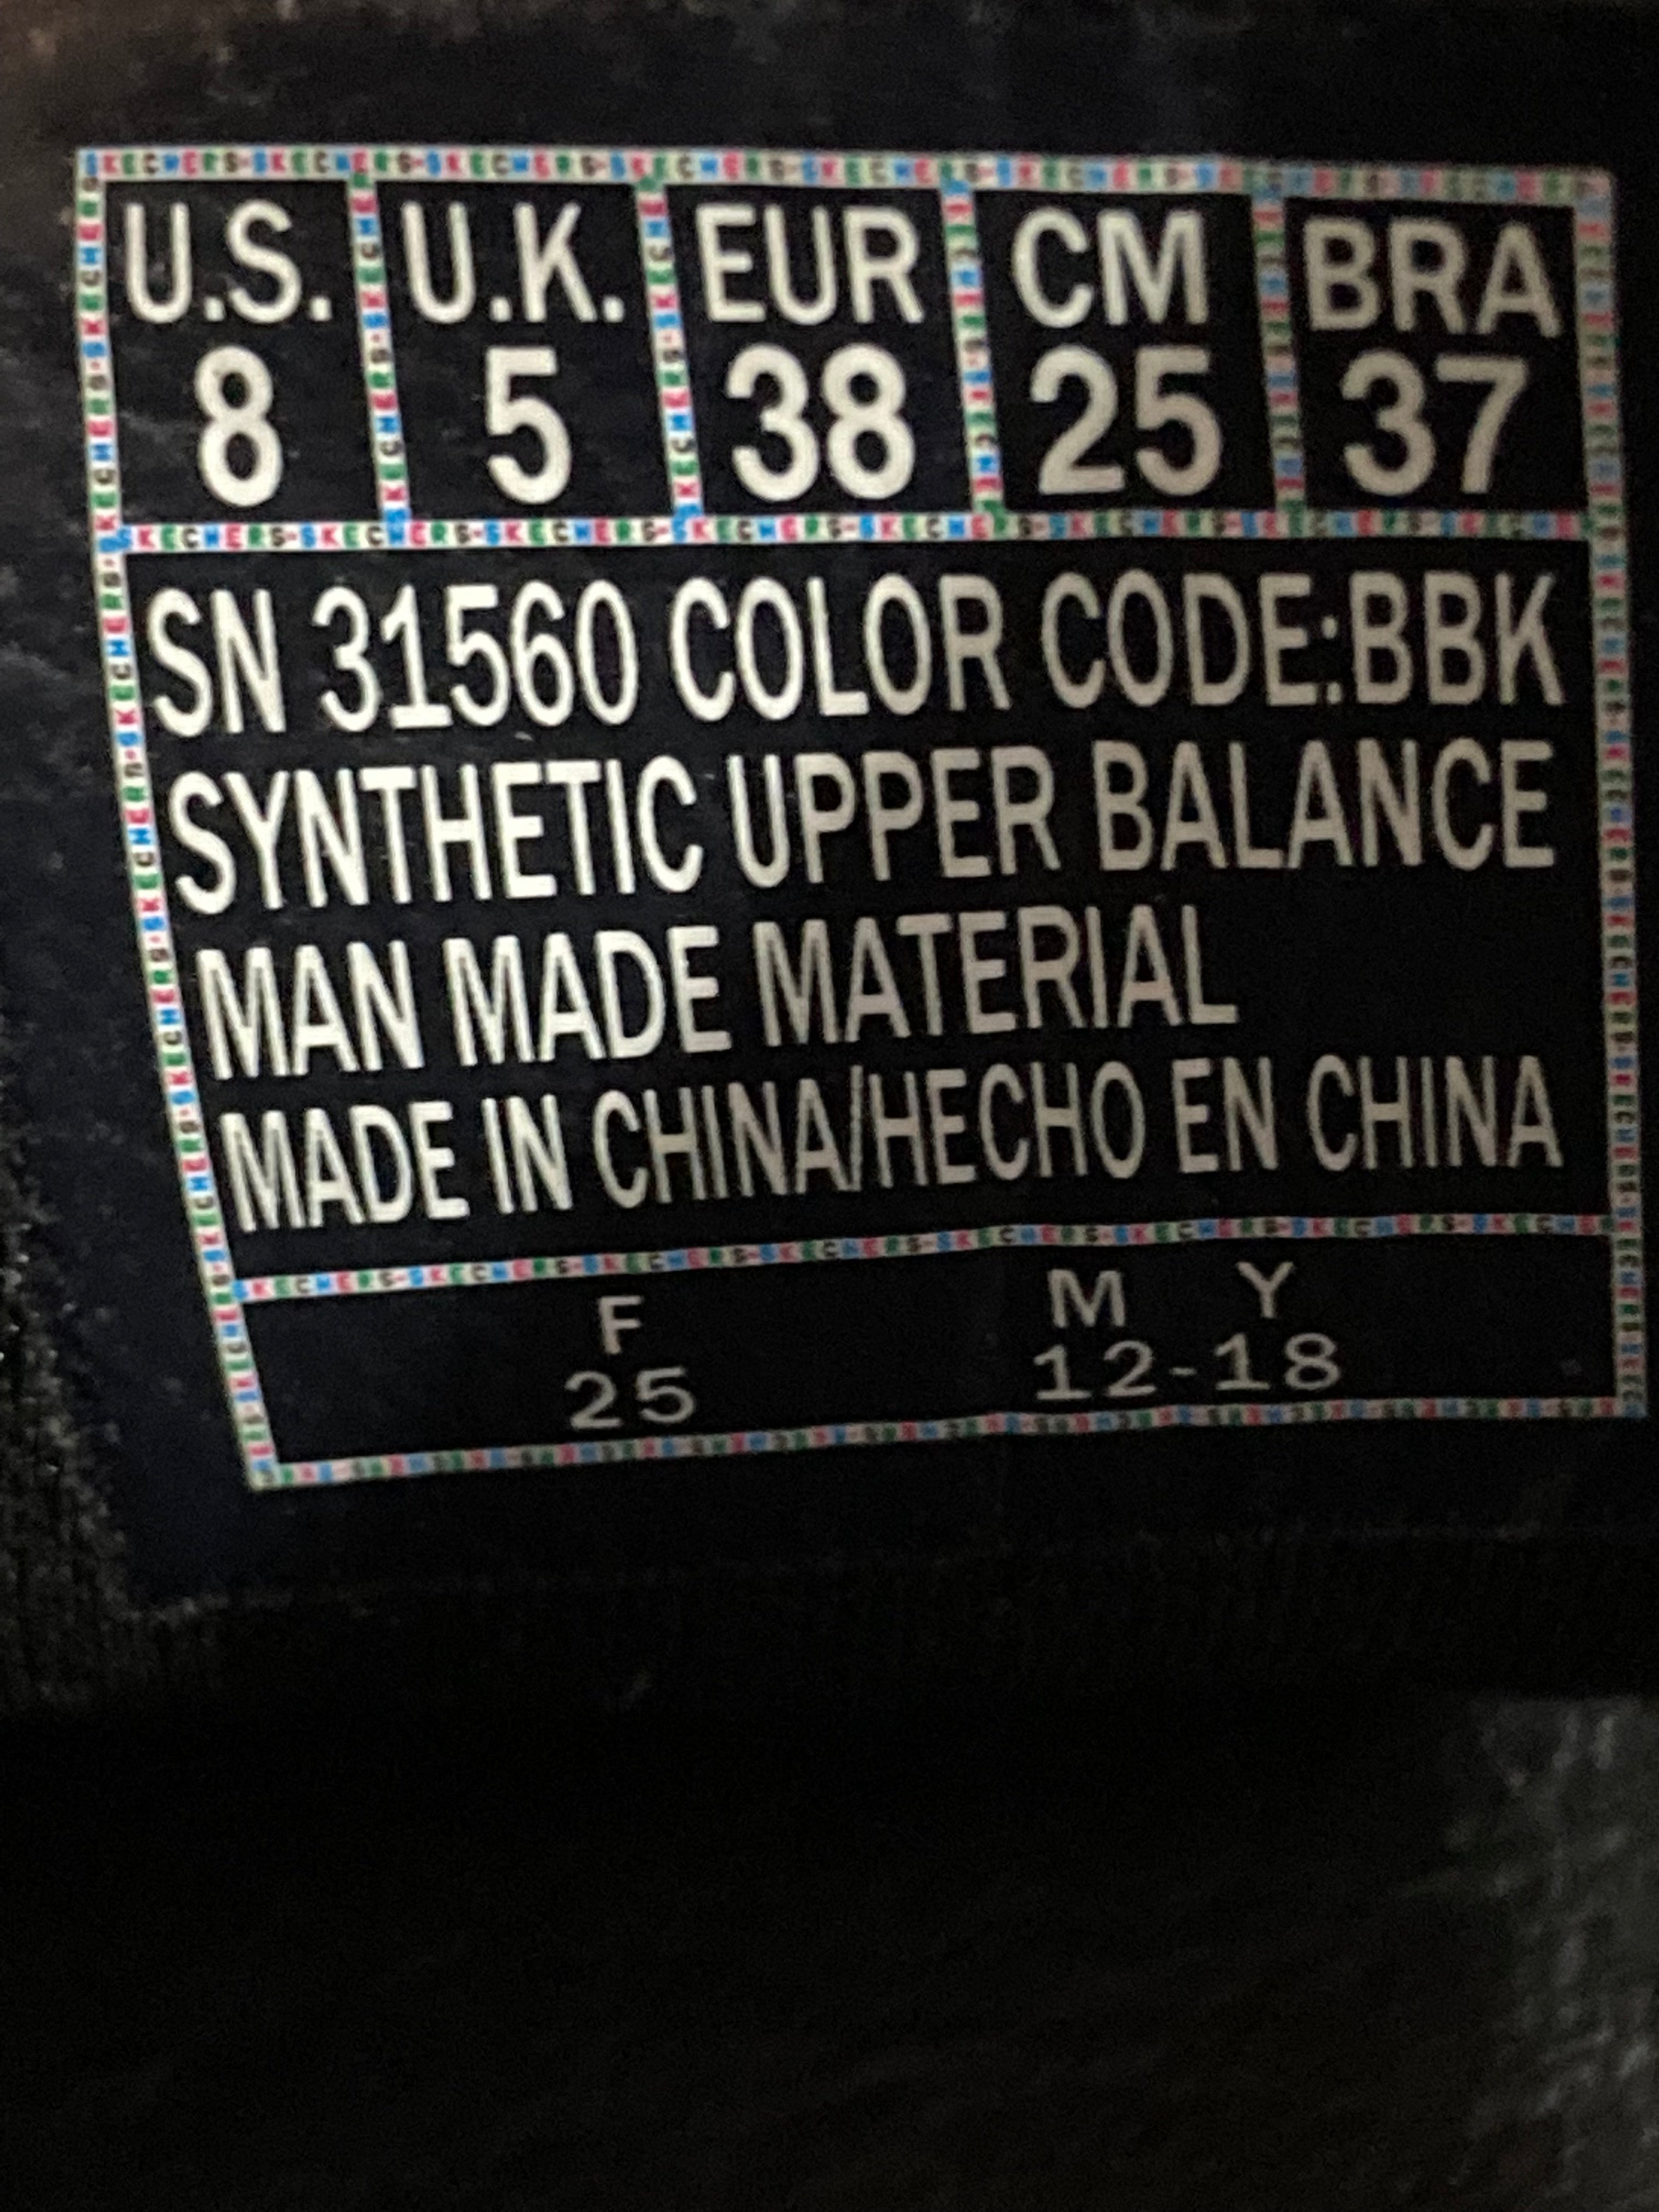 U.S. U.K. EUR CM BRA
8 5 38 25 37
SN 31560 COLOR CODE:BBK
SYNTHETIC UPPER BALANCE
MAN MADE MATERIAL
MADE IN CHINA/HECHO EN CHINA
F M Y
25 12-18